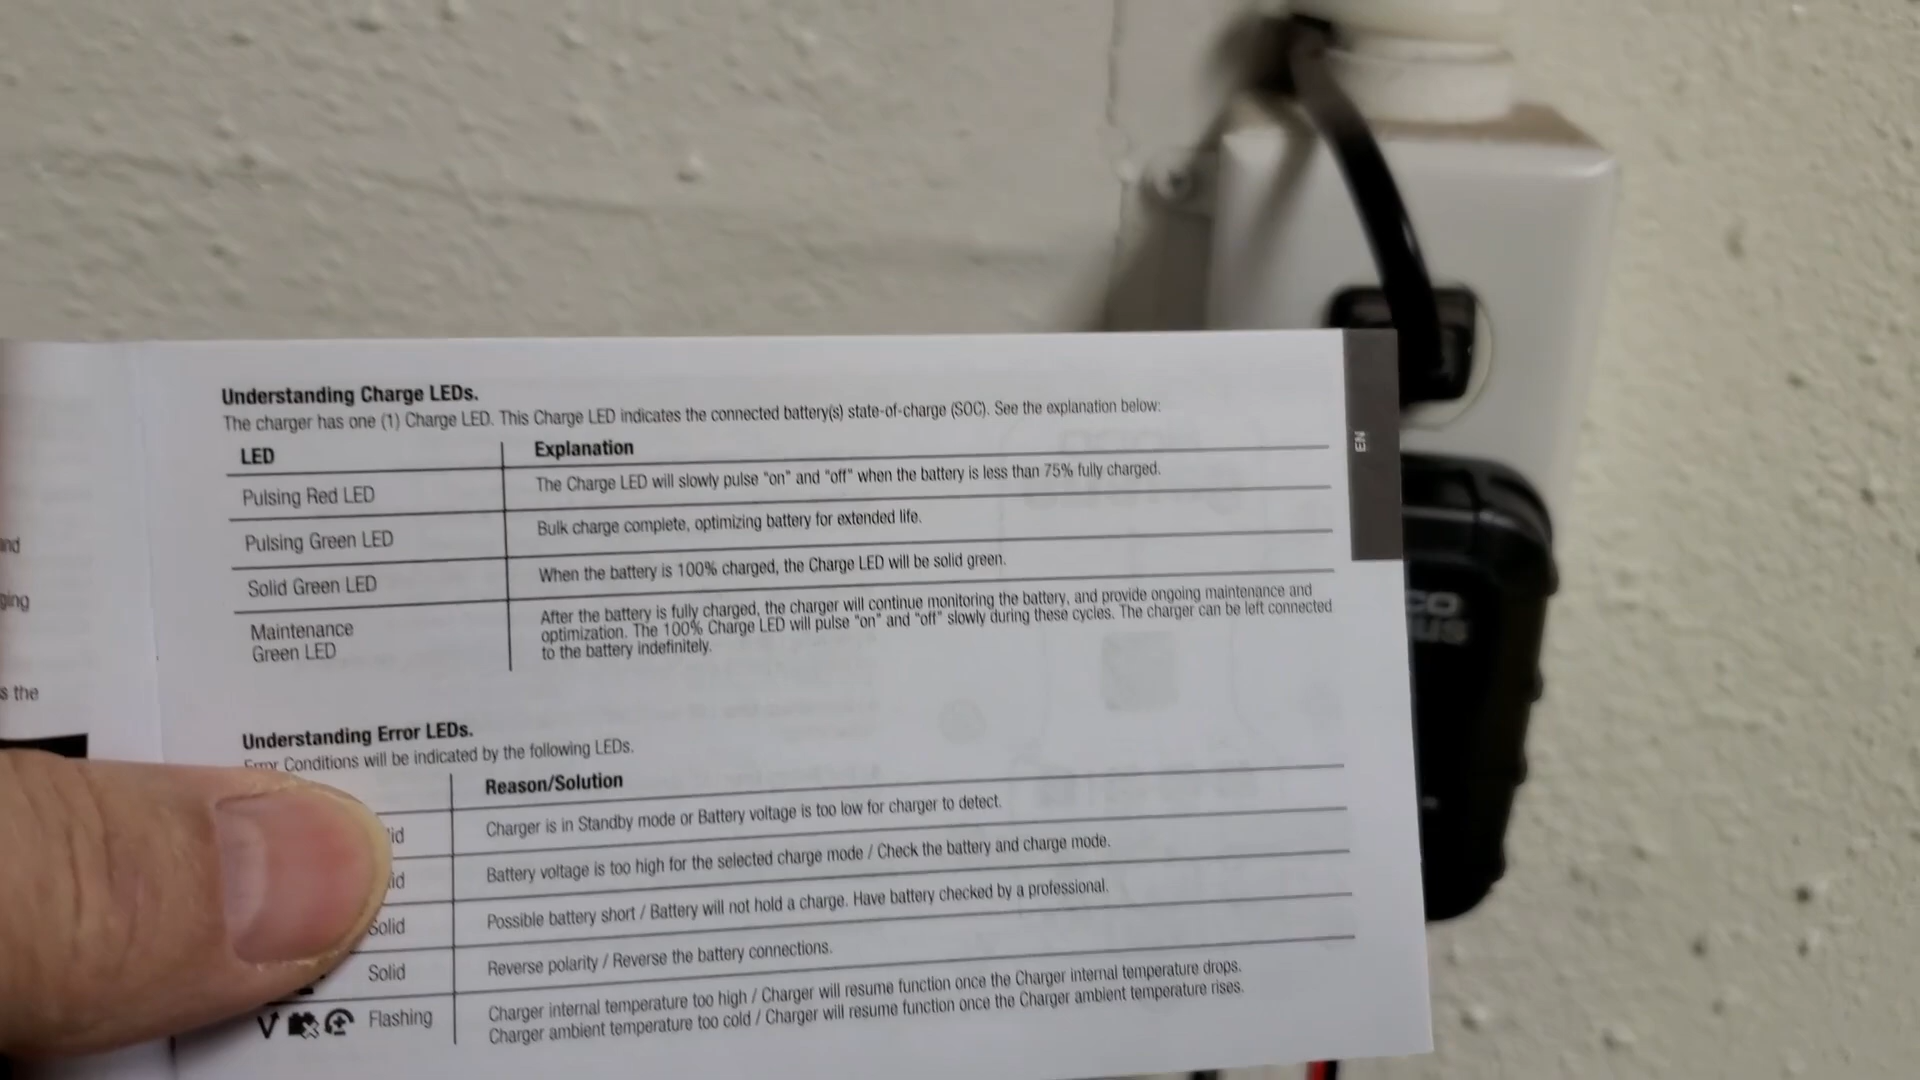 Understanding Charge LEDs.
The charger has one (1) Charge LED. This Charge LED indicates the connected battery(s) state-of-charge (SOC). See the explanation below:
LED Explanation
Pulsing Red LED The Charge LED will slowly pulse "on" and "off" when the battery is less than 75% fully charged.
Pulsing Green LED Bulk charge complete, optimizing battery for extended life.
Solid Green LED When the battery is 100% charged, the Charge LED will be solid green.
Maintenance
Green LED
After the battery is fully charged, the charger will continue monitoring the battery, and provide ongoing maintenance and
optimization. The 100% Charge LED will pulse "on" and "off" slowly during these cycles. The charger can be left connected
to the battery indefinitely.
Understanding Error LEDs.
Error Conditions will be indicated by the following LEDs.
Reason/Solution
Charger is in Standby mode or Battery voltage is too low for charger to detect.
Battery voltage is too high for the selected charge mode / Check the battery and charge mode.
Solid Possible battery short / Battery will not hold a charge. Have battery checked by a professional.
Solid Reverse polarity / Reverse the battery connections.
Flashing Charger internal temperature too high / Charger will resume function once the Charger internal temperature drops.
Charger ambient temperature too cold / Charger will resume function once the Charger ambient temperature rises.
EN
s the